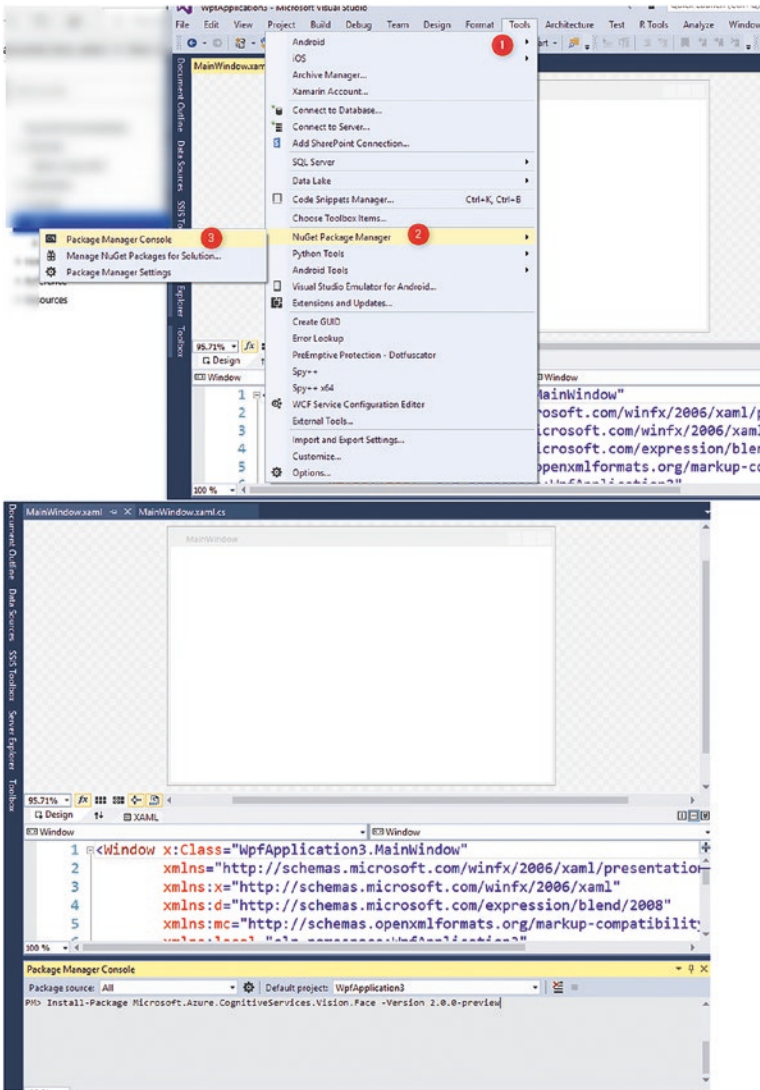 WpfApplication3 - Microsoft Visual Studio
File Edit View Project Build Debug Team Design Format Tools Architecture Test R Tools Analyze Window
MainWindow.xam
Document Outline
Data Sources
SSIS To
Explorer
Toolbox
Android
1
iOS
Archive Manager...
Xamarin Account...
Connect to Database...
Connect to Server...
Add SharePoint Connection...
SQL Server
Data Lake
Code Snippets Manager... Ctrl+K, Ctrl+B
Choose Toolbox Items...
NuGet Package Manager 2
Package Manager Console 3
Manage NuGet Packages for Solution...
Package Manager Settings
Python Tools
Android Tools
Visual Studio Emulator for Android...
Extensions and Updates...
Create GUID
Error Lookup
PreEmptive Protection - Dotfuscator
Spy++
Spy++ x64
WCF Service Configuration Editor
External Tools...
Import and Export Settings...
Customize...
Options...
sources
95.71%
Design
Window Window
1
2
3
4
5
MainWindow"
rosoft.com/winfx/2006/xaml/p
icrosoft.com/winfx/2006/xaml
icrosoft.com/expression/blen
openxmlformats.org/markup-co
100 %
Document Outline
Data Sources
SSIS Toolbox
Server Explorer
Toolbox
MainWindow.xaml MainWindow.xaml.cs
MainWindow
95.71%
Design XAML
Window Window
1 <Window x:Class="WpfApplication3.MainWindow"
2 xmlns="http://schemas.microsoft.com/winfx/2006/xaml/presentation
3 xmlns:x="http://schemas.microsoft.com/winfx/2006/xaml"
4 xmlns:d="http://schemas.microsoft.com/expression/blend/2008"
5 xmlns:mc="http://schemas.openxmlformats.org/markup-compatibility
100 %
Package Manager Console
Package source: All Default project: WpfApplication3
PM> Install-Package Microsoft.Azure.CognitiveServices.Vision.Face -Version 2.0.0-preview